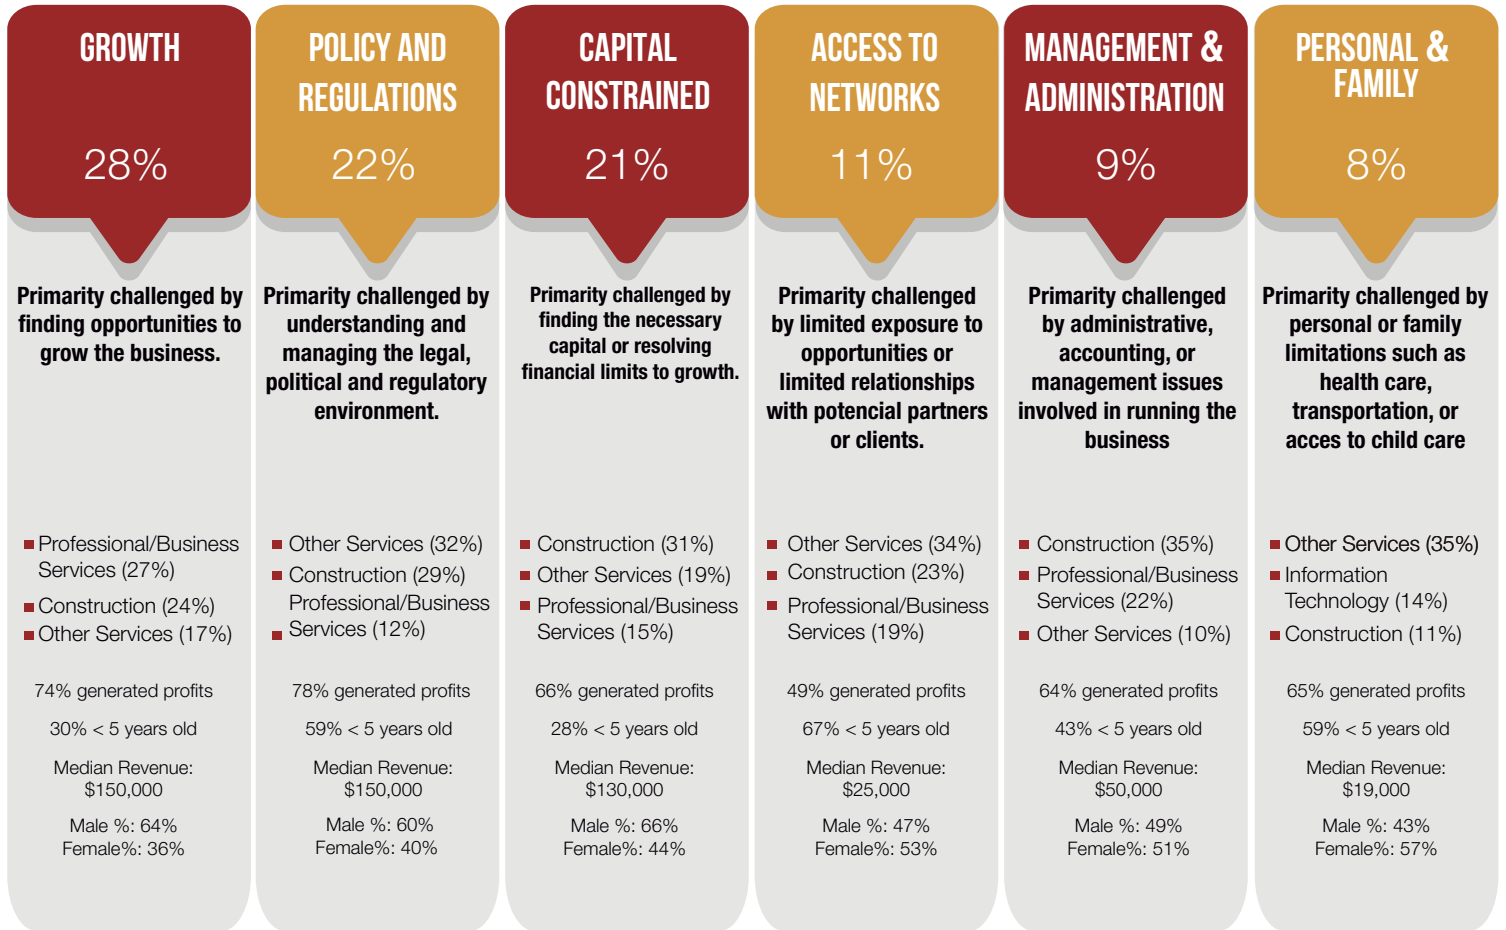 GROWTH
28%
Primarity challenged by
finding opportunities to
grow the business.
Professional/Business
Services (27%)
Construction (24%)
Other Services (17%)
74% generated profits
30% < 5 years old
Median Revenue:
$150,000
Male %: 64%
Female%: 36%
POLICY AND
REGULATIONS
22%
Primarity challenged by
understanding and
managing the legal,
political and regulatory
environment.
Other Services (32%)
Construction (29%)
Professional/Business
Services (12%)
78% generated profits
59% < 5 years old
Median Revenue:
$150,000
Male %: 60%
Female%: 40%
CAPITAL
CONSTRAINED
21%
Primarity challenged by
finding the necessary
capital or resolving
financial limits to growth.
Construction (31%)
Other Services (19%)
Professional/Business
Services (15%)
66% generated profits
28% < 5 years old
Median Revenue:
$130,000
Male %: 66%
Female%: 44%
ACCESS TO
NETWORKS
11%
Primarity challenged
by limited exposure to
opportunities or
limited relationships
with potencial partners
or clients.
Other Services (34%)
Construction (23%)
Professional/Business
Services (19%)
49% generated profits
67% < 5 years old
Median Revenue:
$25,000
Male %: 47%
Female%: 53%
MANAGEMENT &
ADMINISTRATION
9%
Primarity challenged
by administrative,
accounting, or
management issues
involved in running the
business
Construction (35%)
Professional/Business
Services (22%)
Other Services (10%)
64% generated profits
43% < 5 years old
Median Revenue:
$50,000
Male %: 49%
Female%: 51%
PERSONAL &
FAMILY
8%
Primarity challenged by
personal or family
limitations such as
health care,
transportation, or
acces to child care
Other Services (35%)
Information
Technology (14%)
Construction (11%)
65% generated profits
59% < 5 years old
Median Revenue:
$19,000
Male %: 43%
Female%: 57%